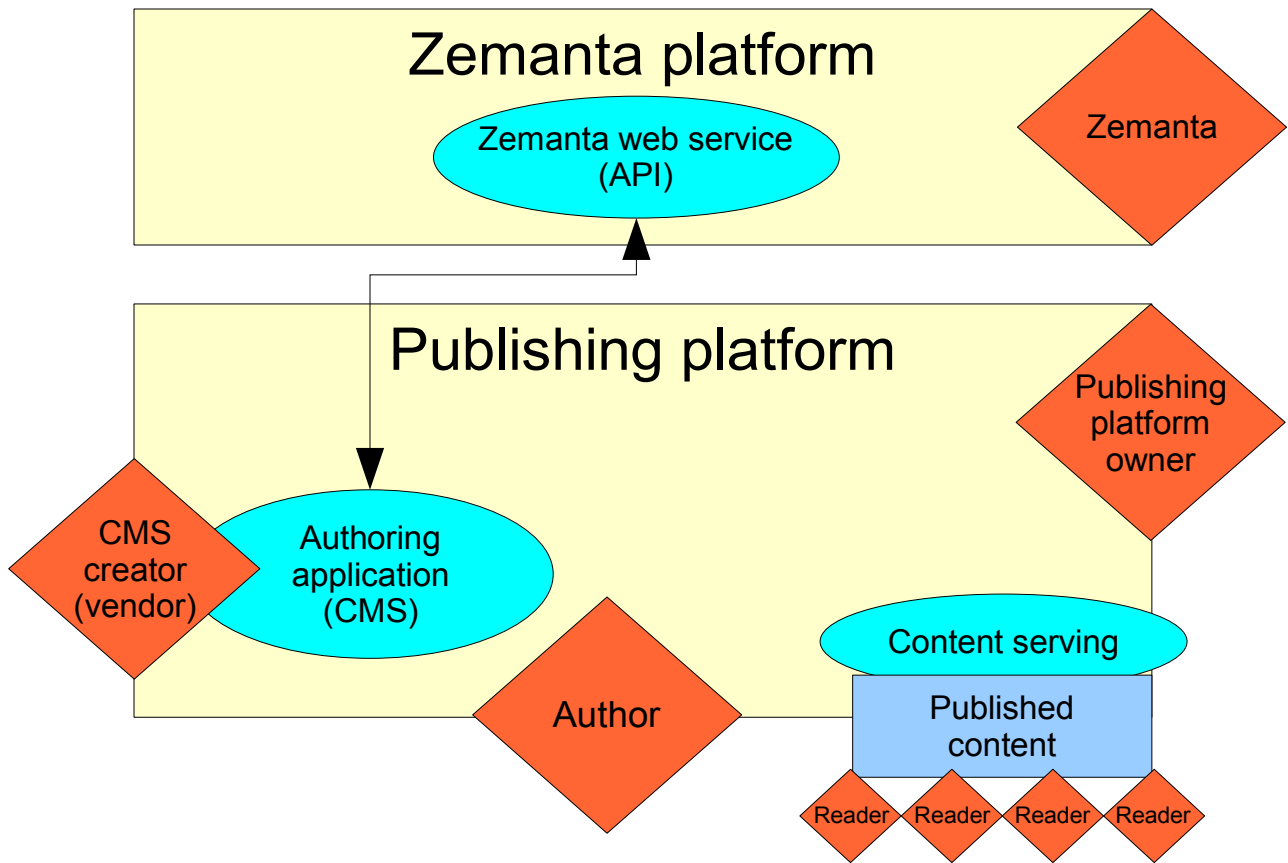 Zemanta platform
Zemanta web service
(API)
Zemanta
Publishing platform
Publishing
platform
owner
CMS
creator
(vendor)
Authoring
application
(CMS)
Author
Content serving
Published
content
Reader
Reader
Reader
Reader